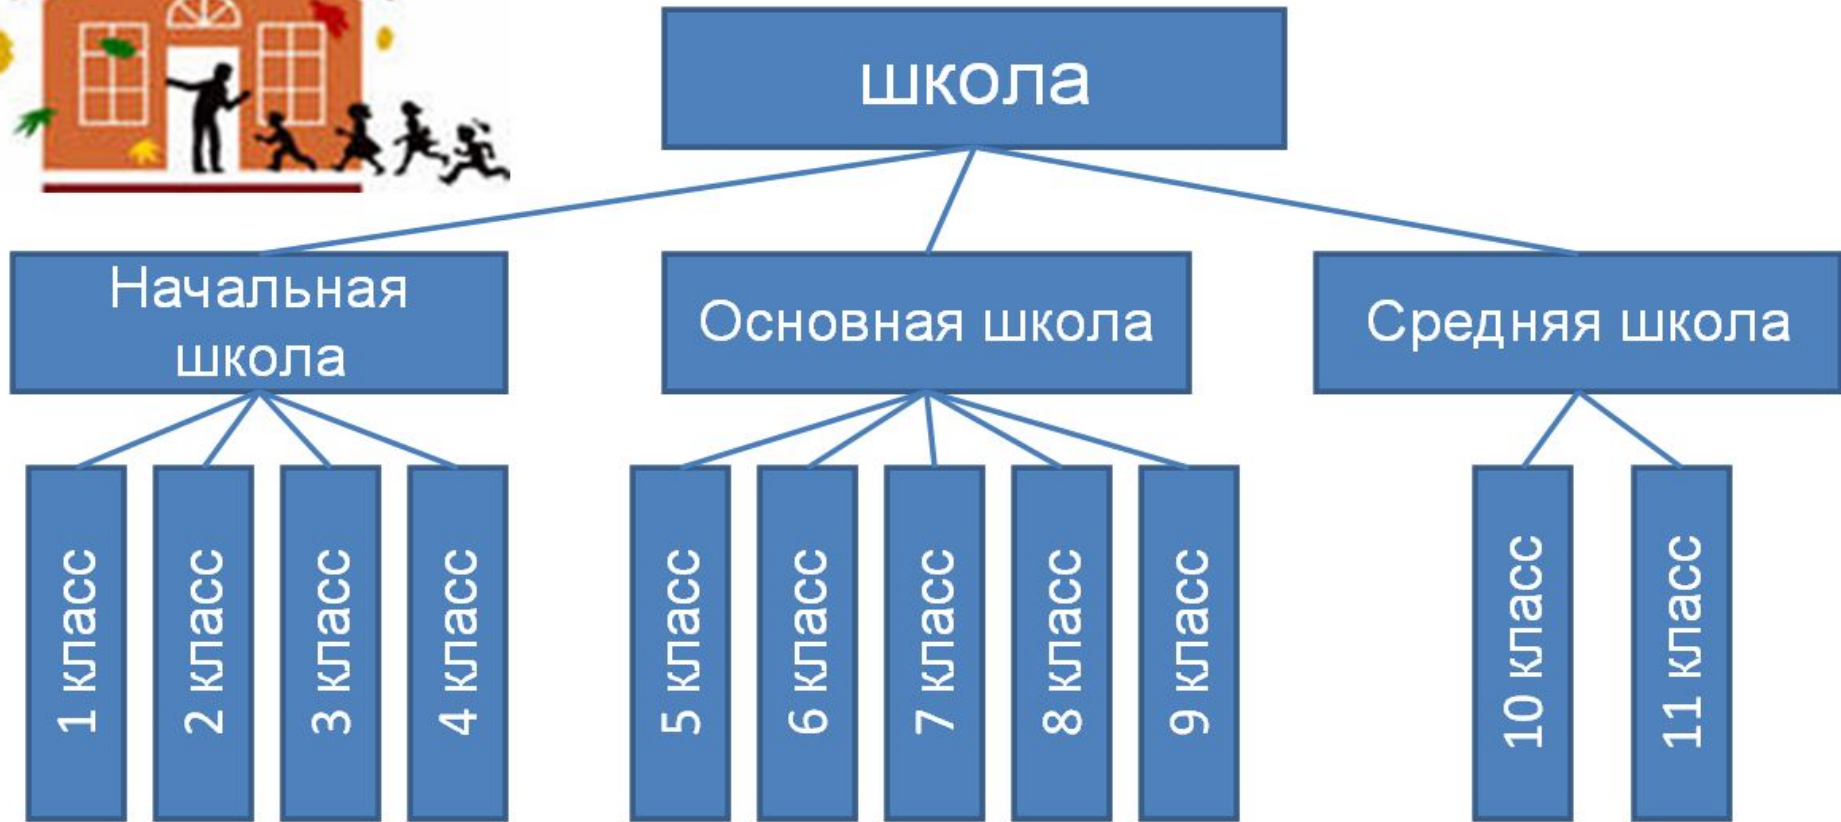 школа
Начальная
школа
Основная школа
Средняя школа
1 класс
2 класс
3 класс
4 класс
5 класс
6 класс
7 класс
8 класс
9 класс
10 класс
11 класс